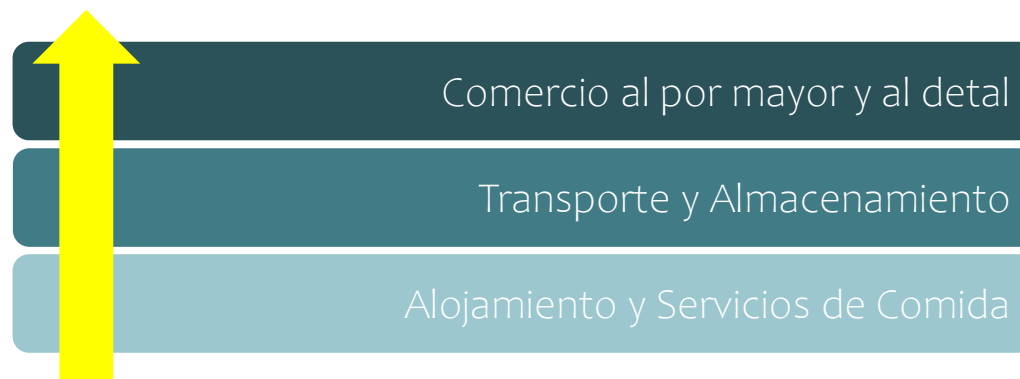 Comercio al por mayor y al detal
Transporte y Almacenamiento
Alojamiento y Servicios de Comida